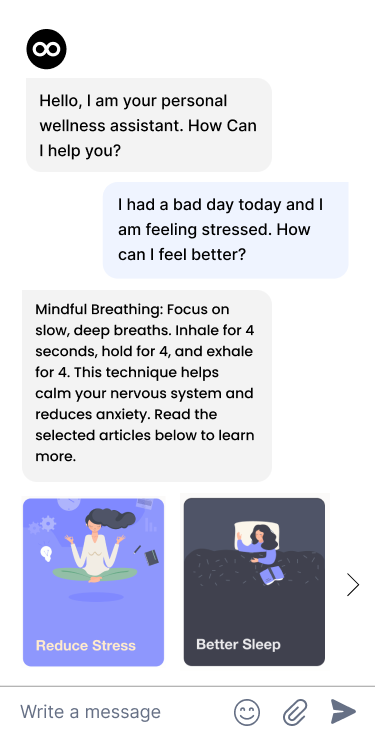 Hello, I am your personal
wellness assistant. How Can
I help you?
I had a bad day today and I
am feeling stressed. How
can I feel better?
Mindful Breathing: Focus on
slow, deep breaths. Inhale for 4
seconds, hold for 4, and exhale
for 4. This technique helps
calm your nervous system and
reduces anxiety. Read the
selected articles below to learn
more.
Reduce Stress
Better Sleep
Write a message